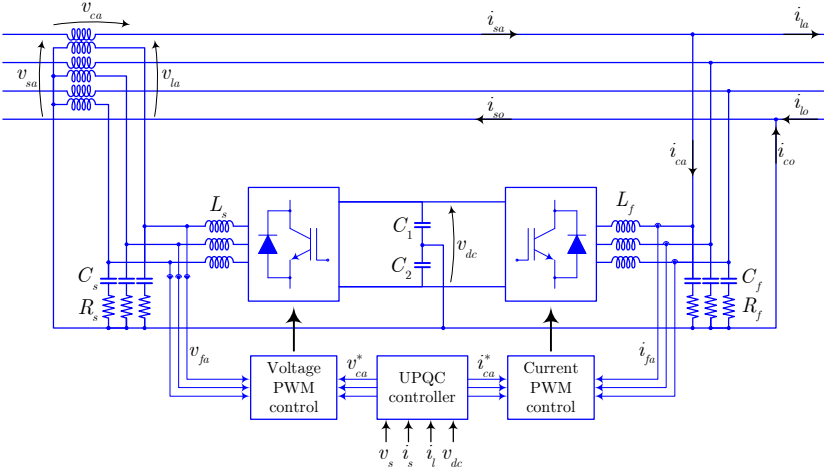 v_ca
i_sa
i_la
v_sa
v_la
i_so
i_lo
i_ca
i_co
L_s
L_f
C_1
v_dc
C_2
C_s
C_f
R_s
R_f
v_fa
i_fa
Voltage
PWM
control
v*_ca
UPQC
controller
i*_ca
Current
PWM
control
v_s
i_s
i_l
v_dc